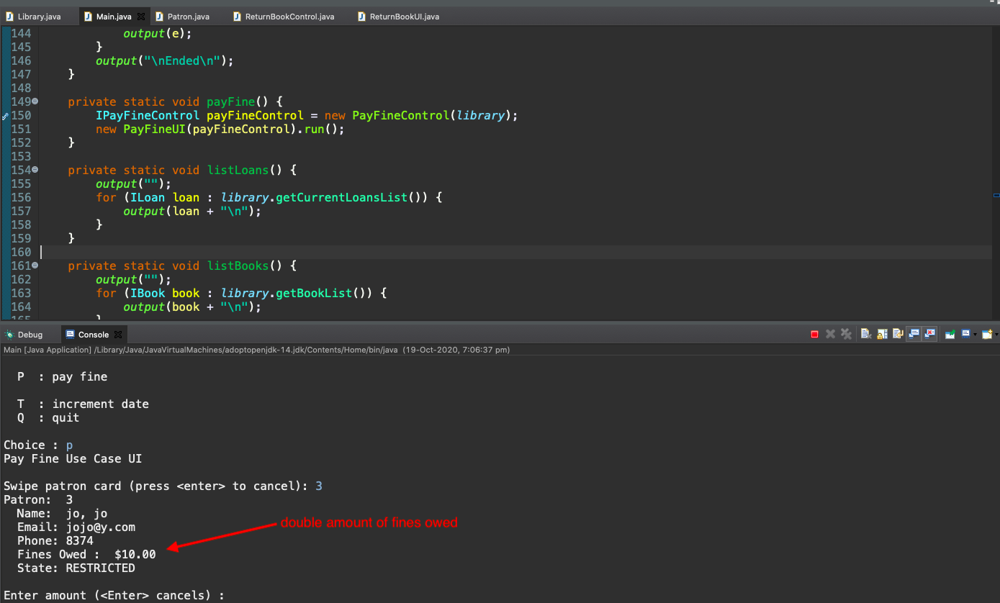 Library.java Main.java Patron.java ReturnBookControl.java ReturnBookUI.java
144 output(e);
145 }
146 output("\nEnded\n");
147 }
148
149 private static void payFine() {
150 IPayFineControl payFineControl = new PayFineControl(library);
151 new PayFineUI(payFineControl).run();
152 }
153
154 private static void listLoans() {
155 output("");
156 for (ILoan loan : library.getCurrentLoansList()) {
157 output(loan + "\n");
158 }
159 }
160
161 private static void listBooks() {
162 output("");
163 for (IBook book : library.getBookList()) {
164 output(book + "\n");
165 }
Debug Console
Main [Java Application] /Library/Java/JavaVirtualMachines/adoptopenjdk-14.jdk/Contents/Home/bin/java (19-Oct-2020, 7:06:37 pm)
P : pay fine
T : increment date
Q : quit
Choice : p
Pay Fine Use Case UI
Swipe patron card (press <enter> to cancel): 3
Patron: 3
Name: jo, jo
double amount of fines owed
Email: jojo@y.com
Phone: 8374
Fines Owed : $10.00
State: RESTRICTED
Enter amount (<Enter> cancels) :